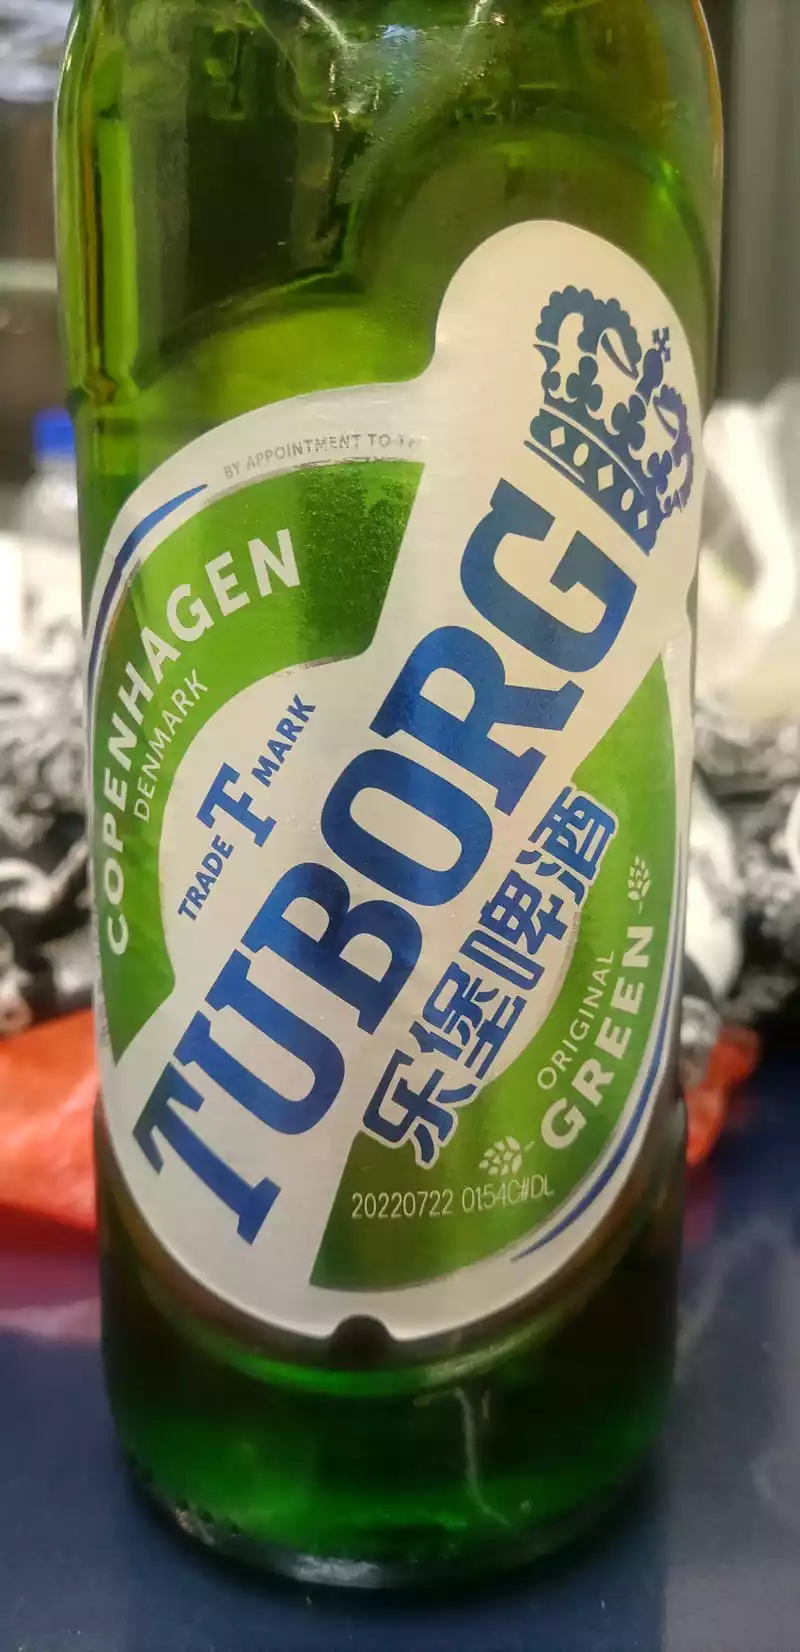 BY APPOINTMENT TO
COPENHAGEN
DENMARK
TRADE T MARK
TUBORG
乐堡啤酒
ORIGINAL
GREEN
20220722 0154C#DL